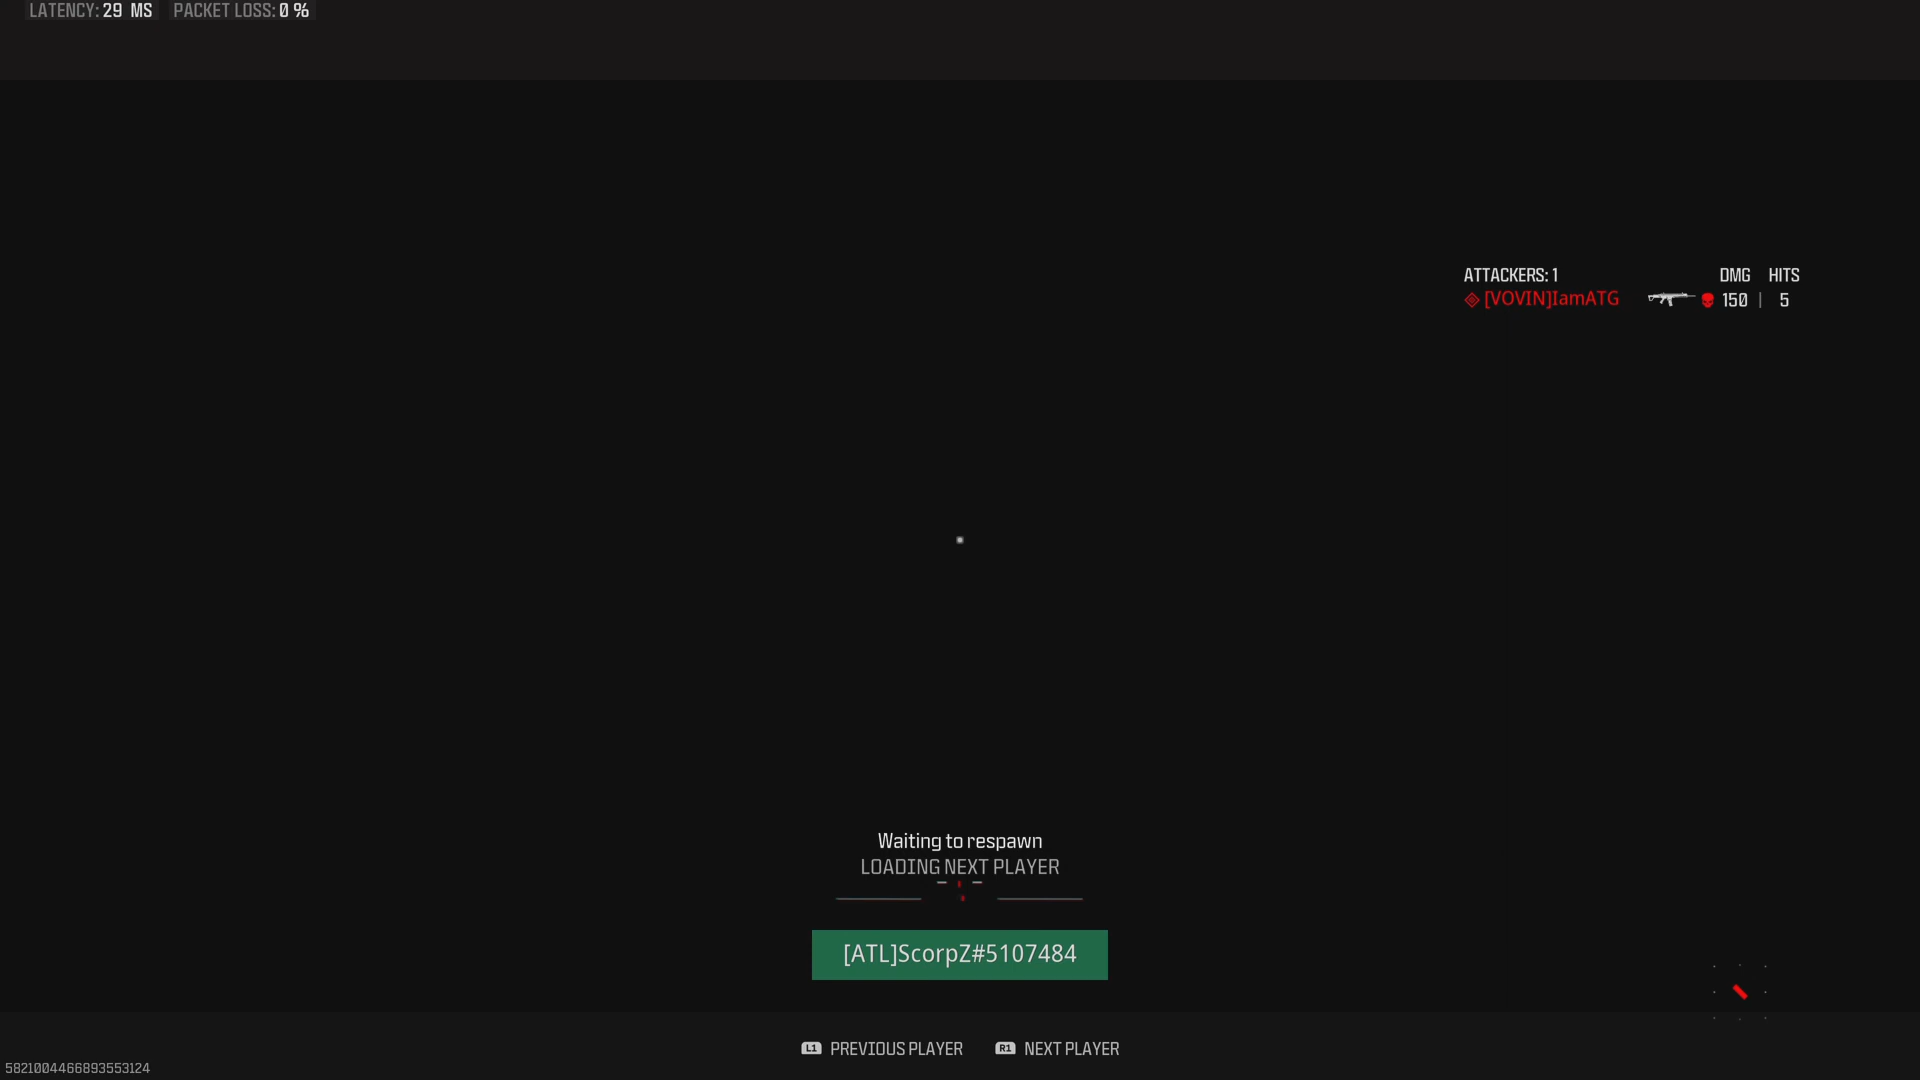 LATENCY: 29 MS PACKET LOSS: 0 %
ATTACKERS: 1 DMG HITS
[VOVIN]IamATG 150 | 5
Waiting to respawn
LOADING NEXT PLAYER
[ATL]ScorpZ#5107484
L1 PREVIOUS PLAYER R1 NEXT PLAYER
5821004466893553124